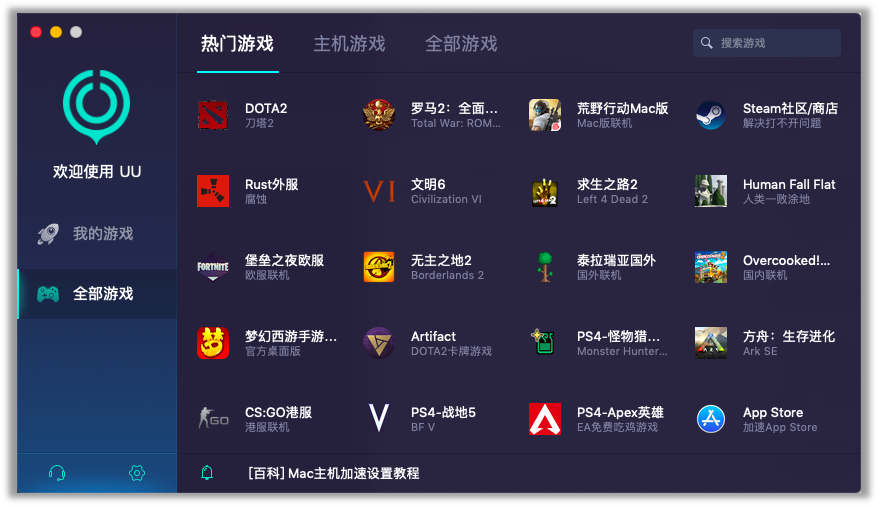 热门游戏 主机游戏 全部游戏 搜索游戏
欢迎使用 UU
我的游戏
全部游戏
DOTA2
刀塔2
罗马2：全面...
Total War: ROM...
荒野行动Mac版
Mac版联机
Steam社区/商店
解决打不开问题
Rust外服
腐蚀
VI
文明6
Civilization VI
求生之路2
Left 4 Dead 2
Human Fall Flat
人类一败涂地
FORTNITE
堡垒之夜欧服
欧服联机
无主之地2
Borderlands 2
泰拉瑞亚国外
国外联机
Overcooked!...
国内联机
梦幻西游手游...
官方桌面版
Artifact
DOTA2卡牌游戏
PS4-怪物猎...
Monster Hunter...
ARK
方舟：生存进化
Ark SE
GO
CS:GO港服
港服联机
V
PS4-战地5
BF V
PS4-Apex英雄
EA免费吃鸡游戏
App Store
加速App Store
[百科] Mac主机加速设置教程